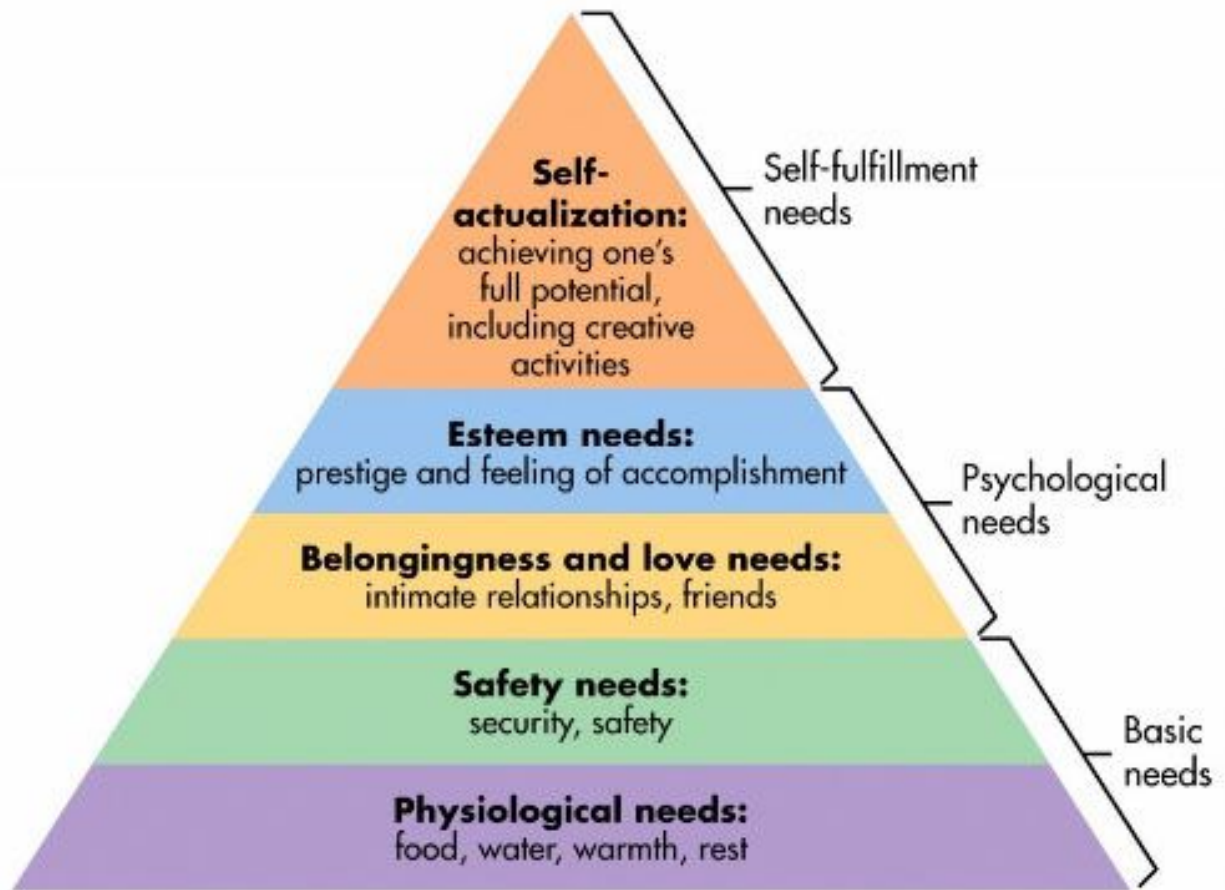 Self-
actualization:
achieving one's
full potential,
including creative
activities
Self-fulfillment
needs
Esteem needs:
prestige and feeling of accomplishment
Psychological
needs
Belongingness and love needs:
intimate relationships, friends
Safety needs:
security, safety
Basic
needs
Physiological needs:
food, water, warmth, rest